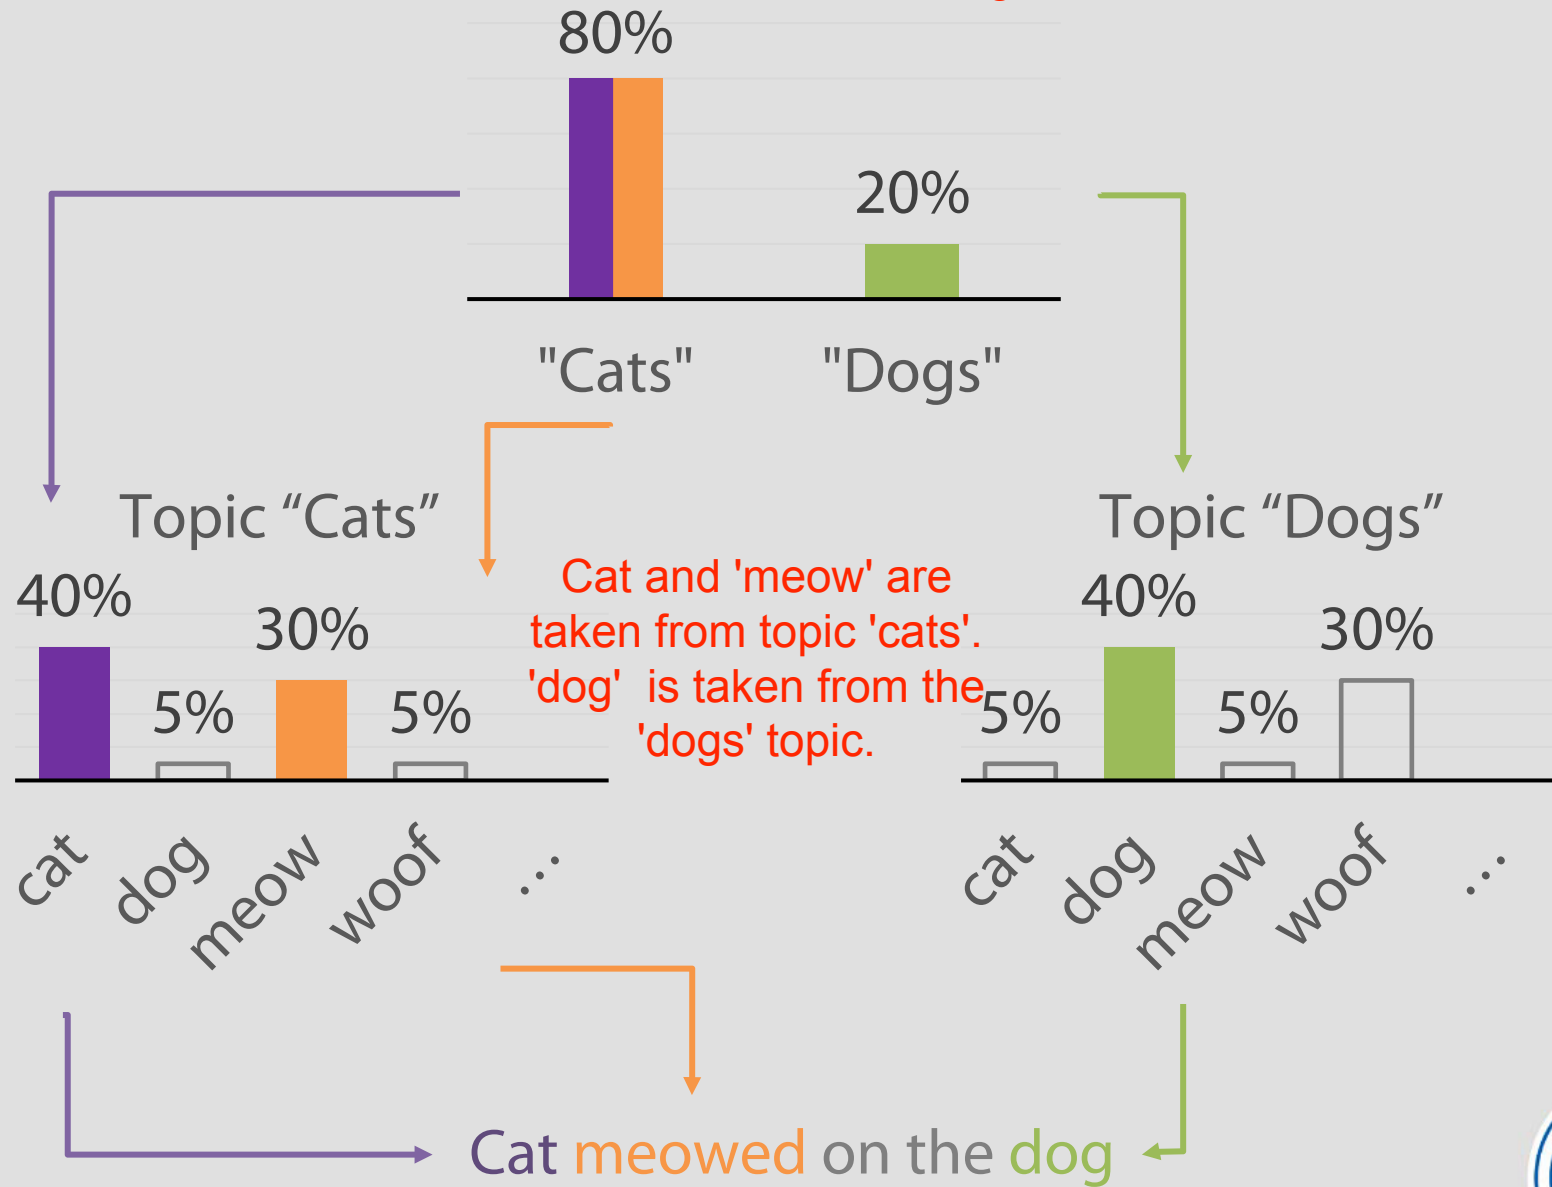 80%
20%
"Cats" "Dogs"
Topic “Cats”
Topic “Dogs”
40%
5%
30%
5%
Cat and 'meow' are
taken from topic 'cats'.
'dog' is taken from the
'dogs' topic.
5%
40%
5%
30%
cat
dog
meow
woof
...
cat
dog
meow
woof
...
Cat meowed on the dog